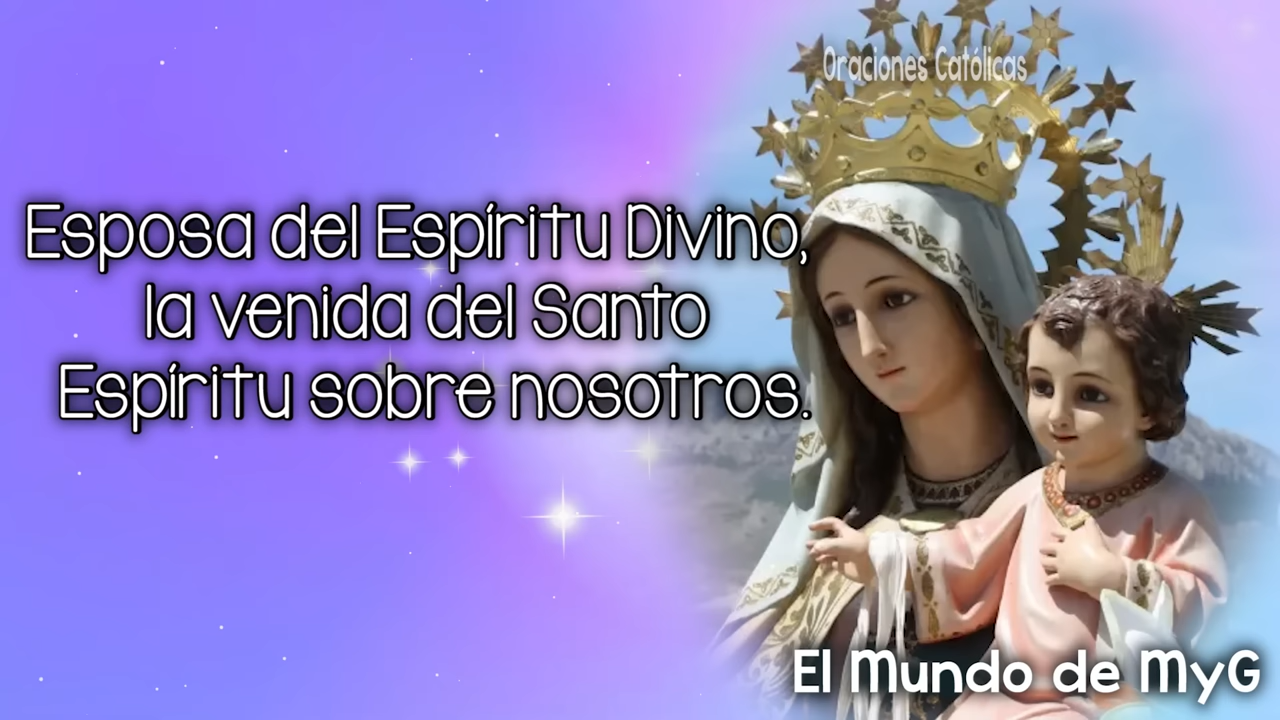 Oraciones Católicas
Esposa del Espíritu Divino,
la venida del Santo
Espíritu sobre nosotros.
El Mundo de MyG